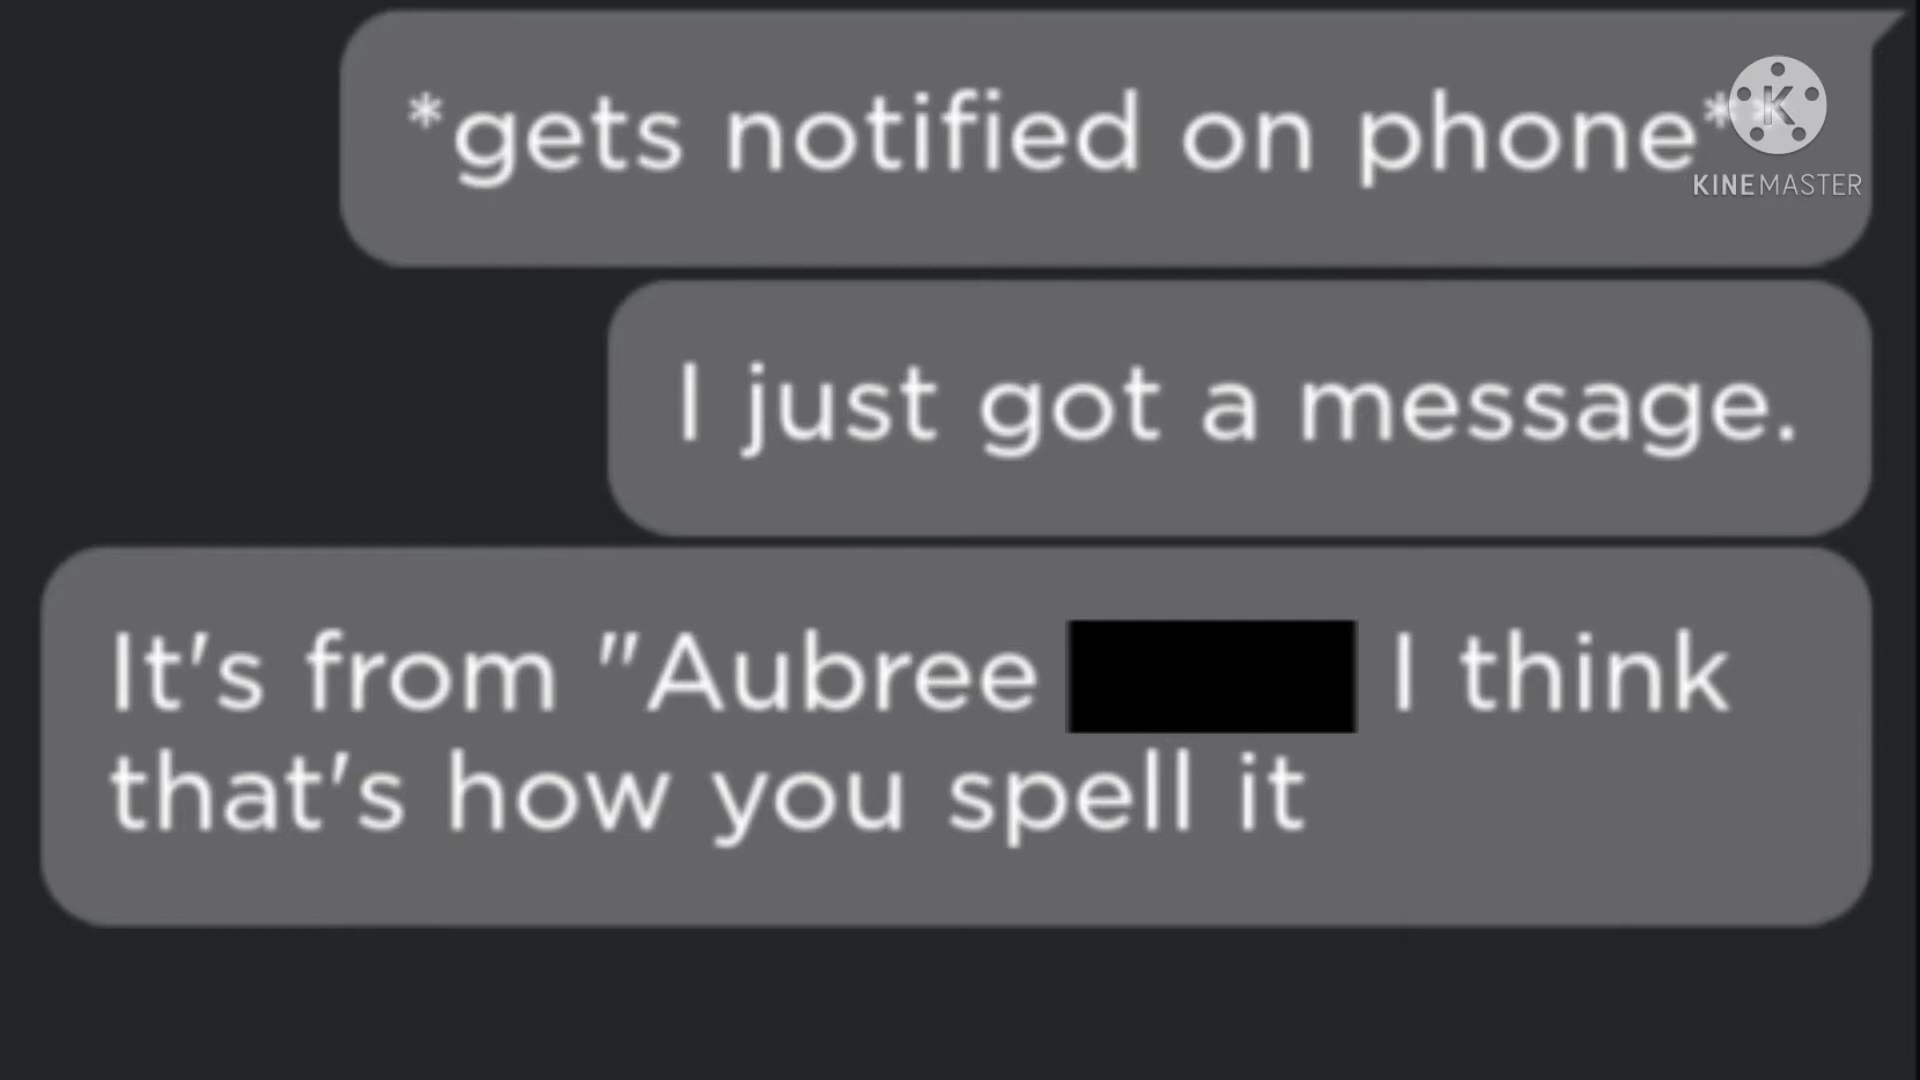 *gets notified on phone*
K
KINEMASTER
I just got a message.
It's from "Aubree I think
that's how you spell it